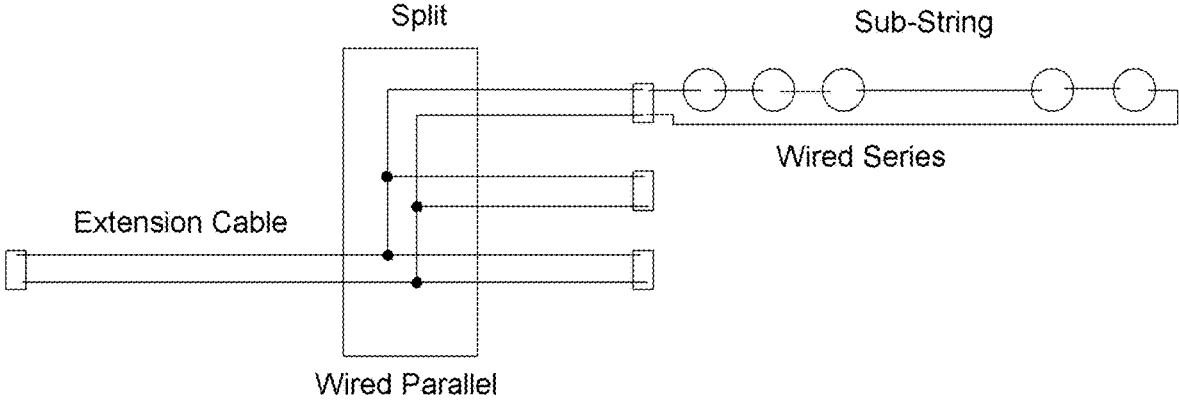 Split
Sub-String
Wired Series
Extension Cable
Wired Parallel